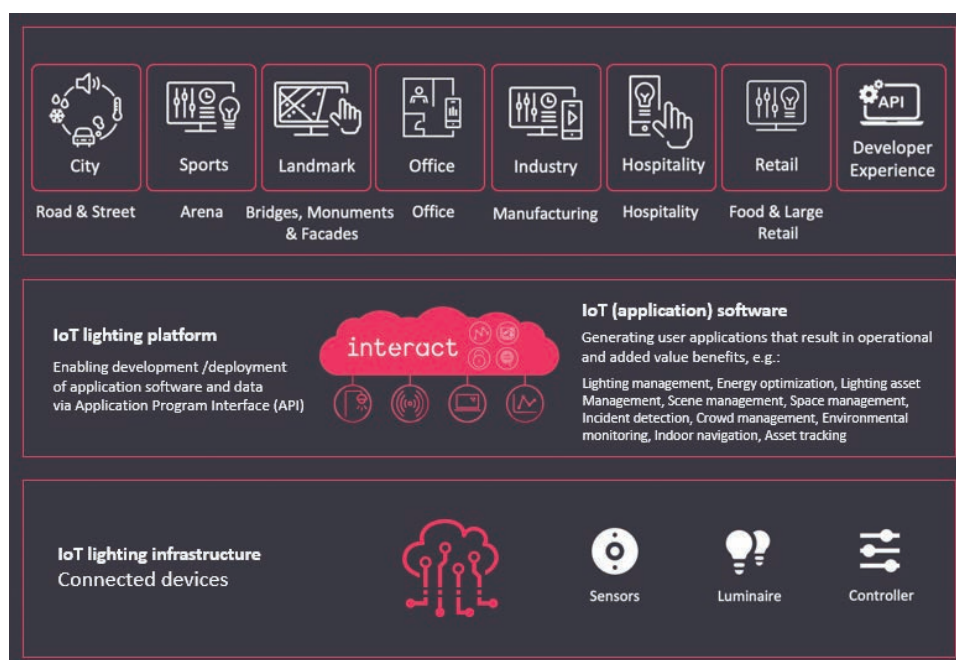 API
City
Sports
Landmark
Office
Industry
Hospitality
Retail
Developer
Experience
Road & Street
Arena
Bridges, Monuments
& Facades
Office
Manufacturing
Hospitality
Food & Large
Retail
IoT lighting platform
Enabling development /deployment
of application software and data
via Application Program Interface (API)
interact
IoT (application) software
Generating user applications that result in operational
and added value benefits, e.g.:
Lighting management, Energy optimization, Lighting asset
Management, Scene management, Space management,
Incident detection, Crowd management, Environmental
monitoring, Indoor navigation, Asset tracking
IoT lighting infrastructure
Connected devices
Sensors
Luminaire
Controller